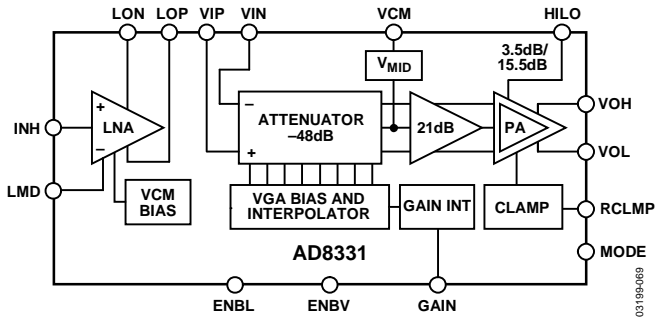 LON LOP VIP VIN VCM HILO
3.5dB/
15.5dB
VMID
+
LNA
–
INH
LMD
VCM
BIAS
–
ATTENUATOR
–48dB
+
21dB
PA
VOH
VOL
VGA BIAS AND
INTERPOLATOR
GAIN INT
CLAMP
RCLMP
AD8331
MODE
ENBL ENBV GAIN
03199-069